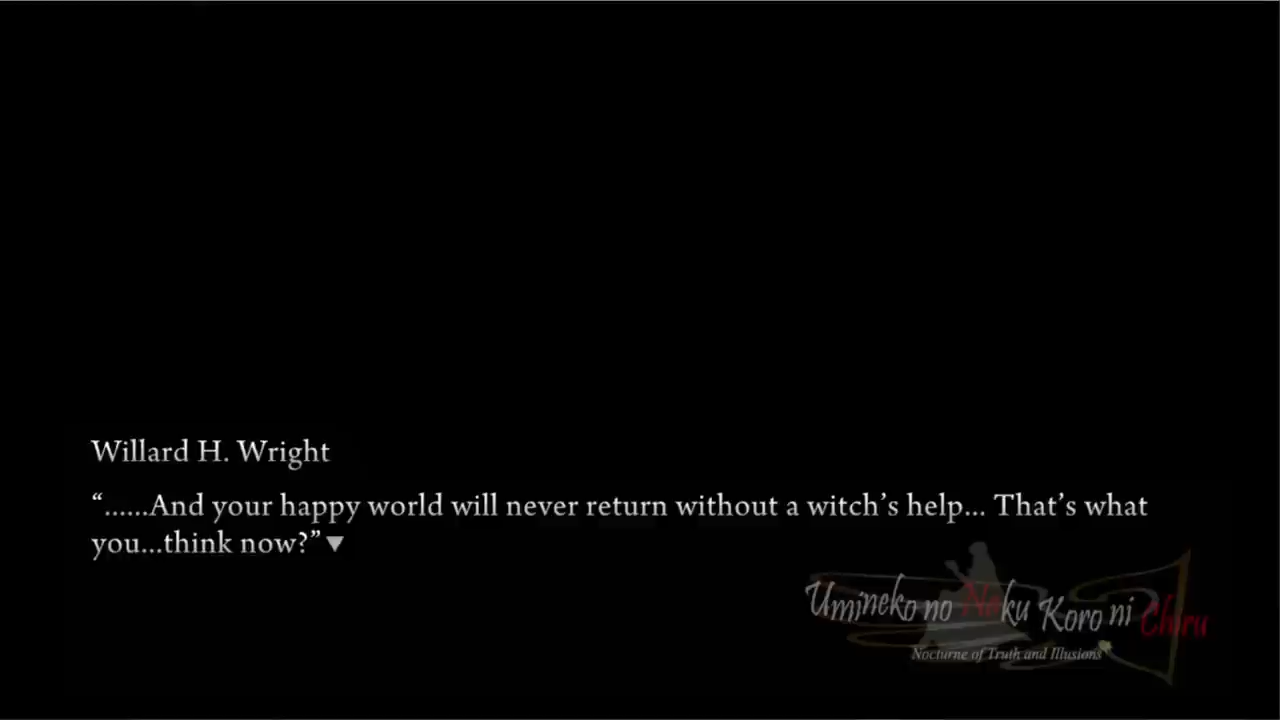 Willard H. Wright
“......And your happy world will never return without a witch’s help... That’s what
you...think now?”▼
Umineko no Naku Koro ni Chiru
Nocturne of Truth and Illusions